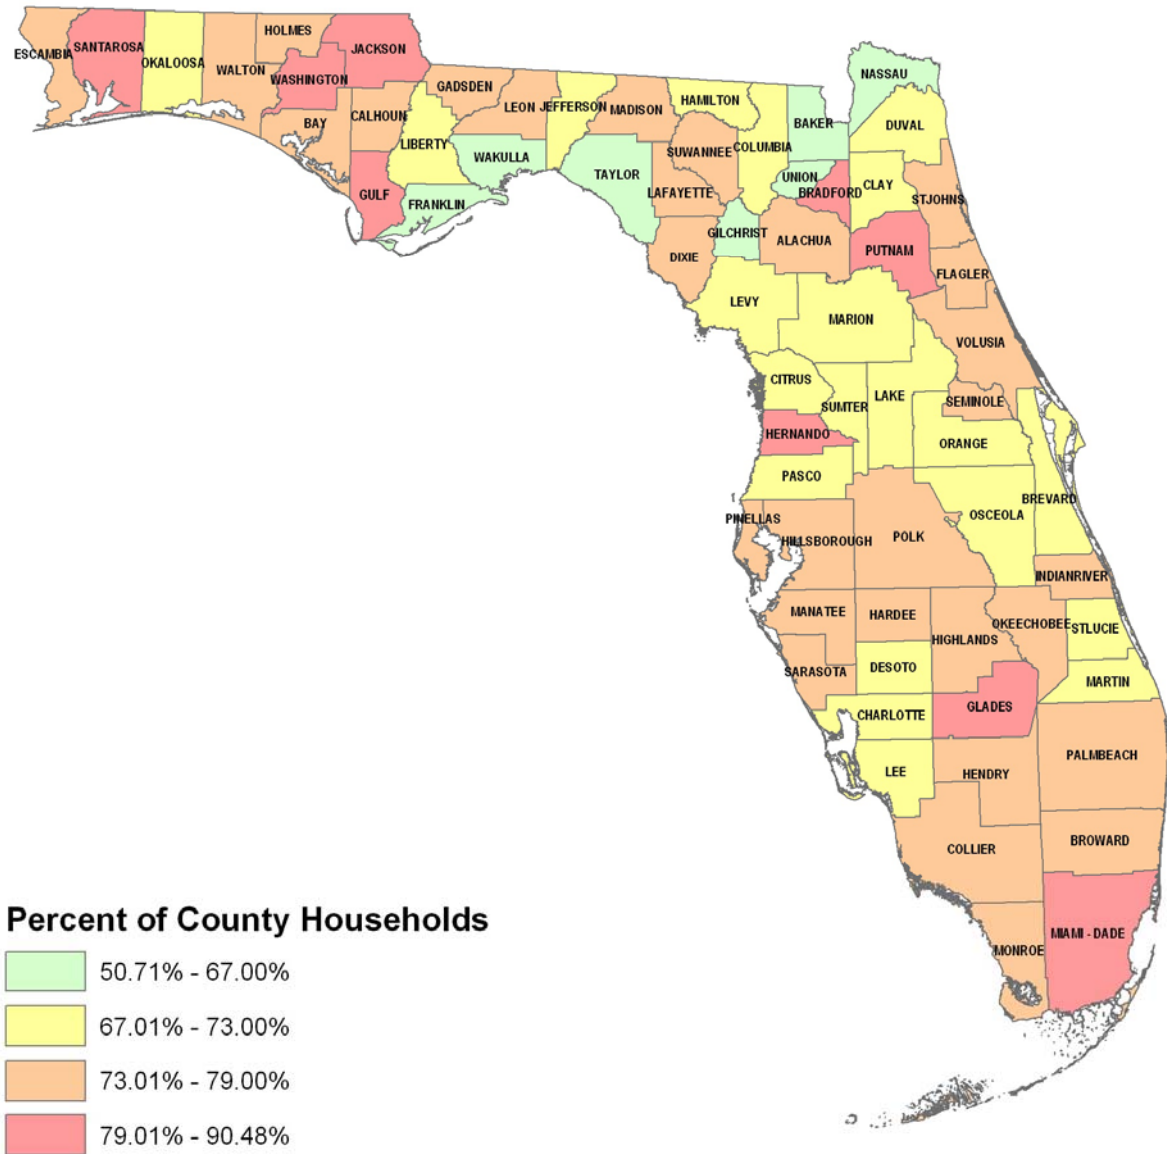 HOLMES
JACKSON
SANTAROSA
ESCAMBIA
OKALOOSA
WALTON
WASHINGTON
NASSAU
GADSDEN
LEON
JEFFERSON
MADISON
HAMILTON
CALHOUN
BAY
BAKER
DUVAL
LIBERTY
COLUMBIA
SUWANNEE
WAKULLA
TAYLOR
UNION
CLAY
GULF
LAFAYETTE
BRADFORD
STJOHNS
FRANKLIN
GILCHRIST
ALACHUA
PUTNAM
DIXIE
FLAGLER
LEVY
MARION
VOLUSIA
CITRUS
LAKE
SEMINOLE
SUMTER
HERNANDO
ORANGE
PASCO
BREVARD
OSCEOLA
PINELLAS
POLK
HILLSBOROUGH
INDIANRIVER
MANATEE
HARDEE
OKEECHOBEE
STLUCIE
HIGHLANDS
DESOTO
SARASOTA
MARTIN
GLADES
CHARLOTTE
PALMBEACH
LEE
HENDRY
BROWARD
COLLIER
MIAMI - DADE
MONROE
Percent of County Households
50.71% - 67.00%
67.01% - 73.00%
73.01% - 79.00%
79.01% - 90.48%